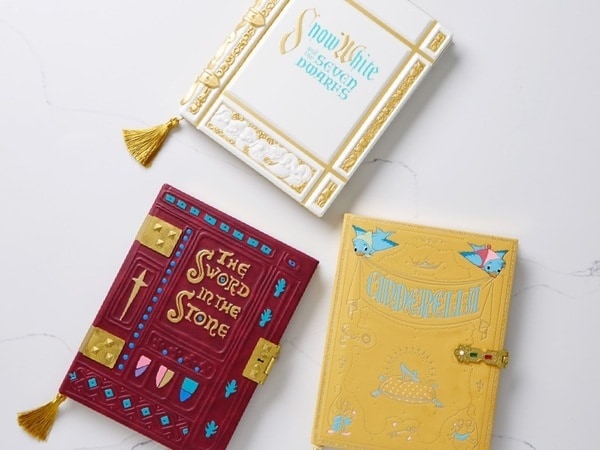 Snow White
and the
SEVEN
DWARFS
THE
SWORD
IN THE
STONE
CINDERELLA